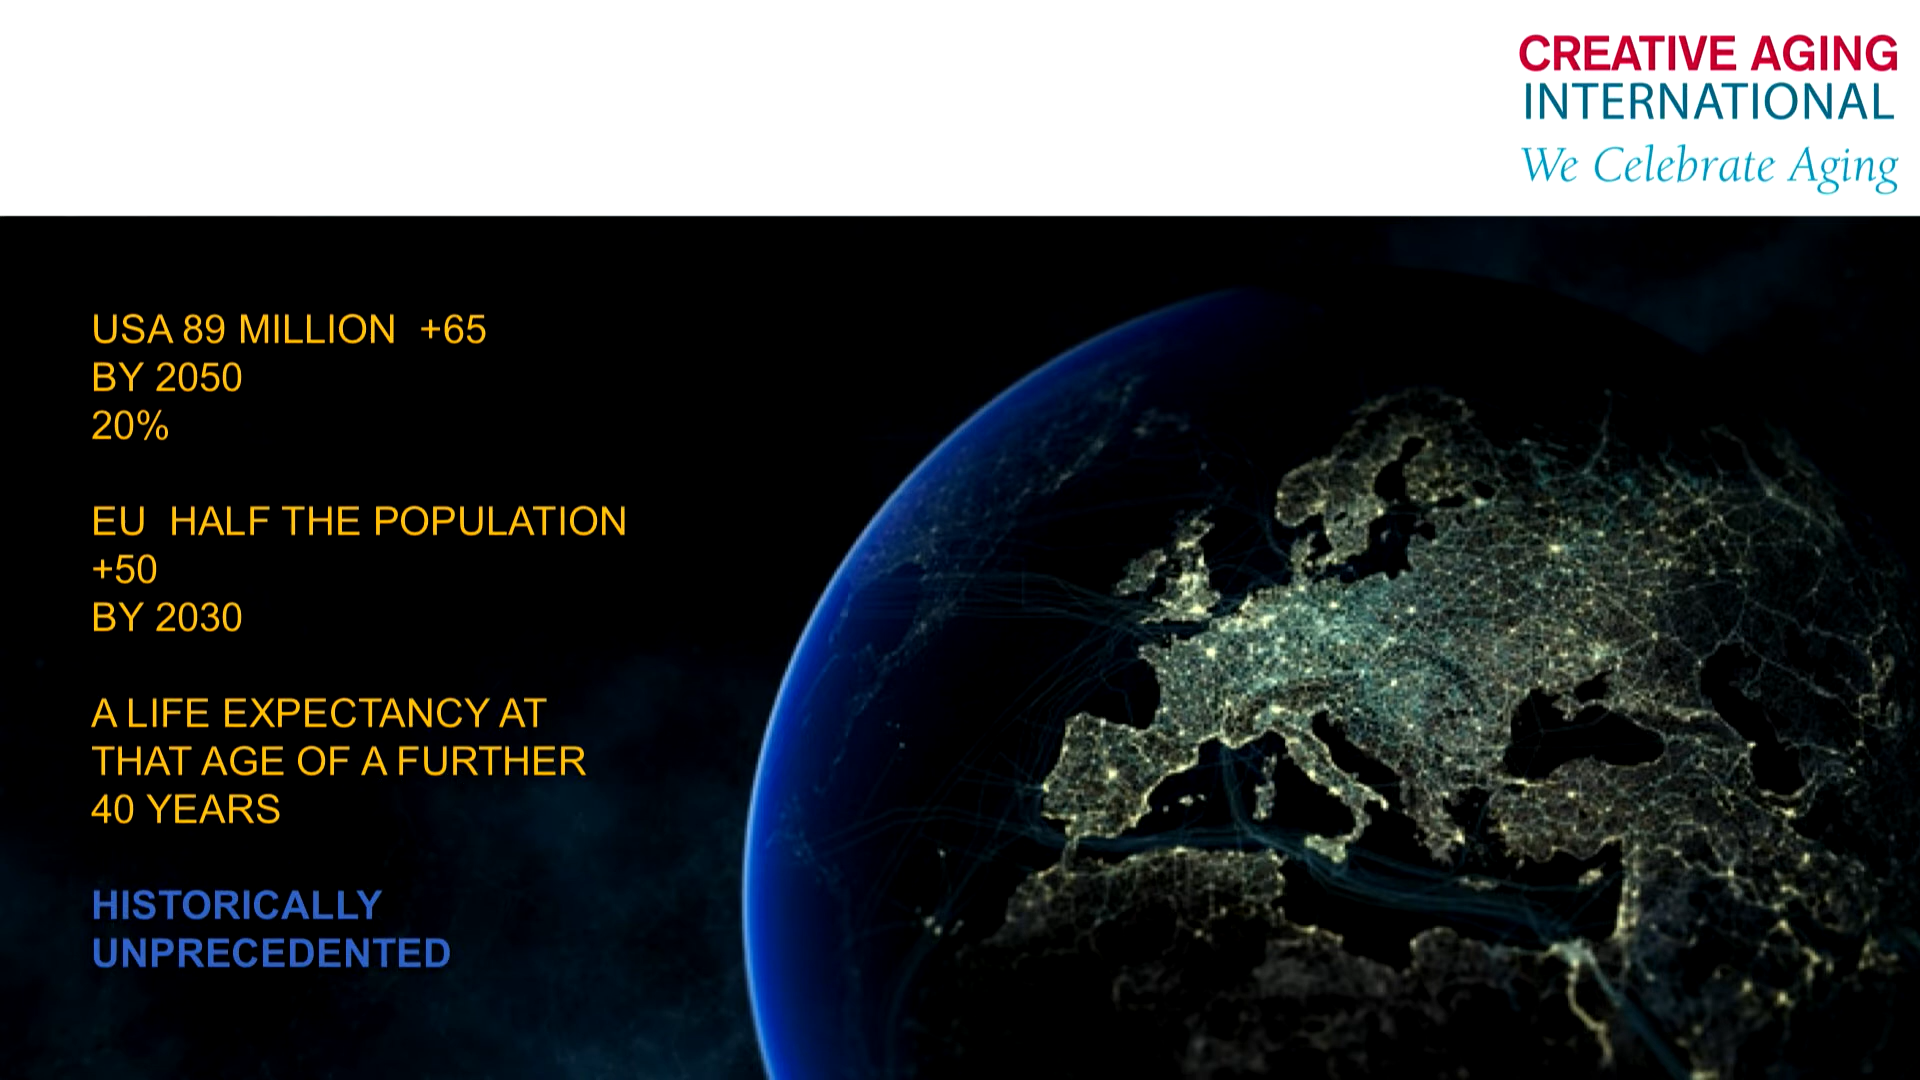 CREATIVE AGING
INTERNATIONAL
We Celebrate Aging
USA 89 MILLION  +65
BY 2050
20%
EU  HALF THE POPULATION
+50
BY 2030
A LIFE EXPECTANCY AT
THAT AGE OF A FURTHER
40 YEARS
HISTORICALLY
UNPRECEDENTED